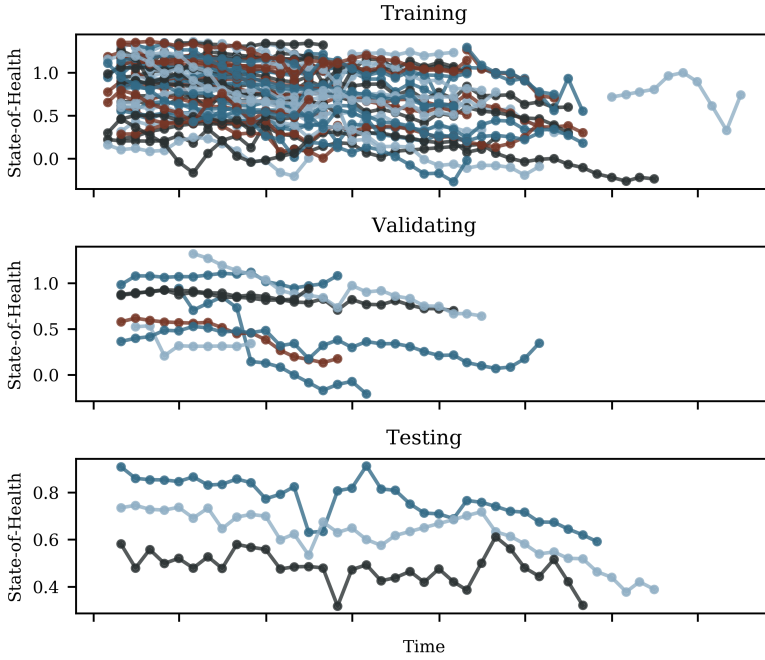 Training
State-of-Health
1.0
0.5
0.0
Validating
State-of-Health
1.0
0.5
0.0
Testing
State-of-Health
0.8
0.6
0.4
Time